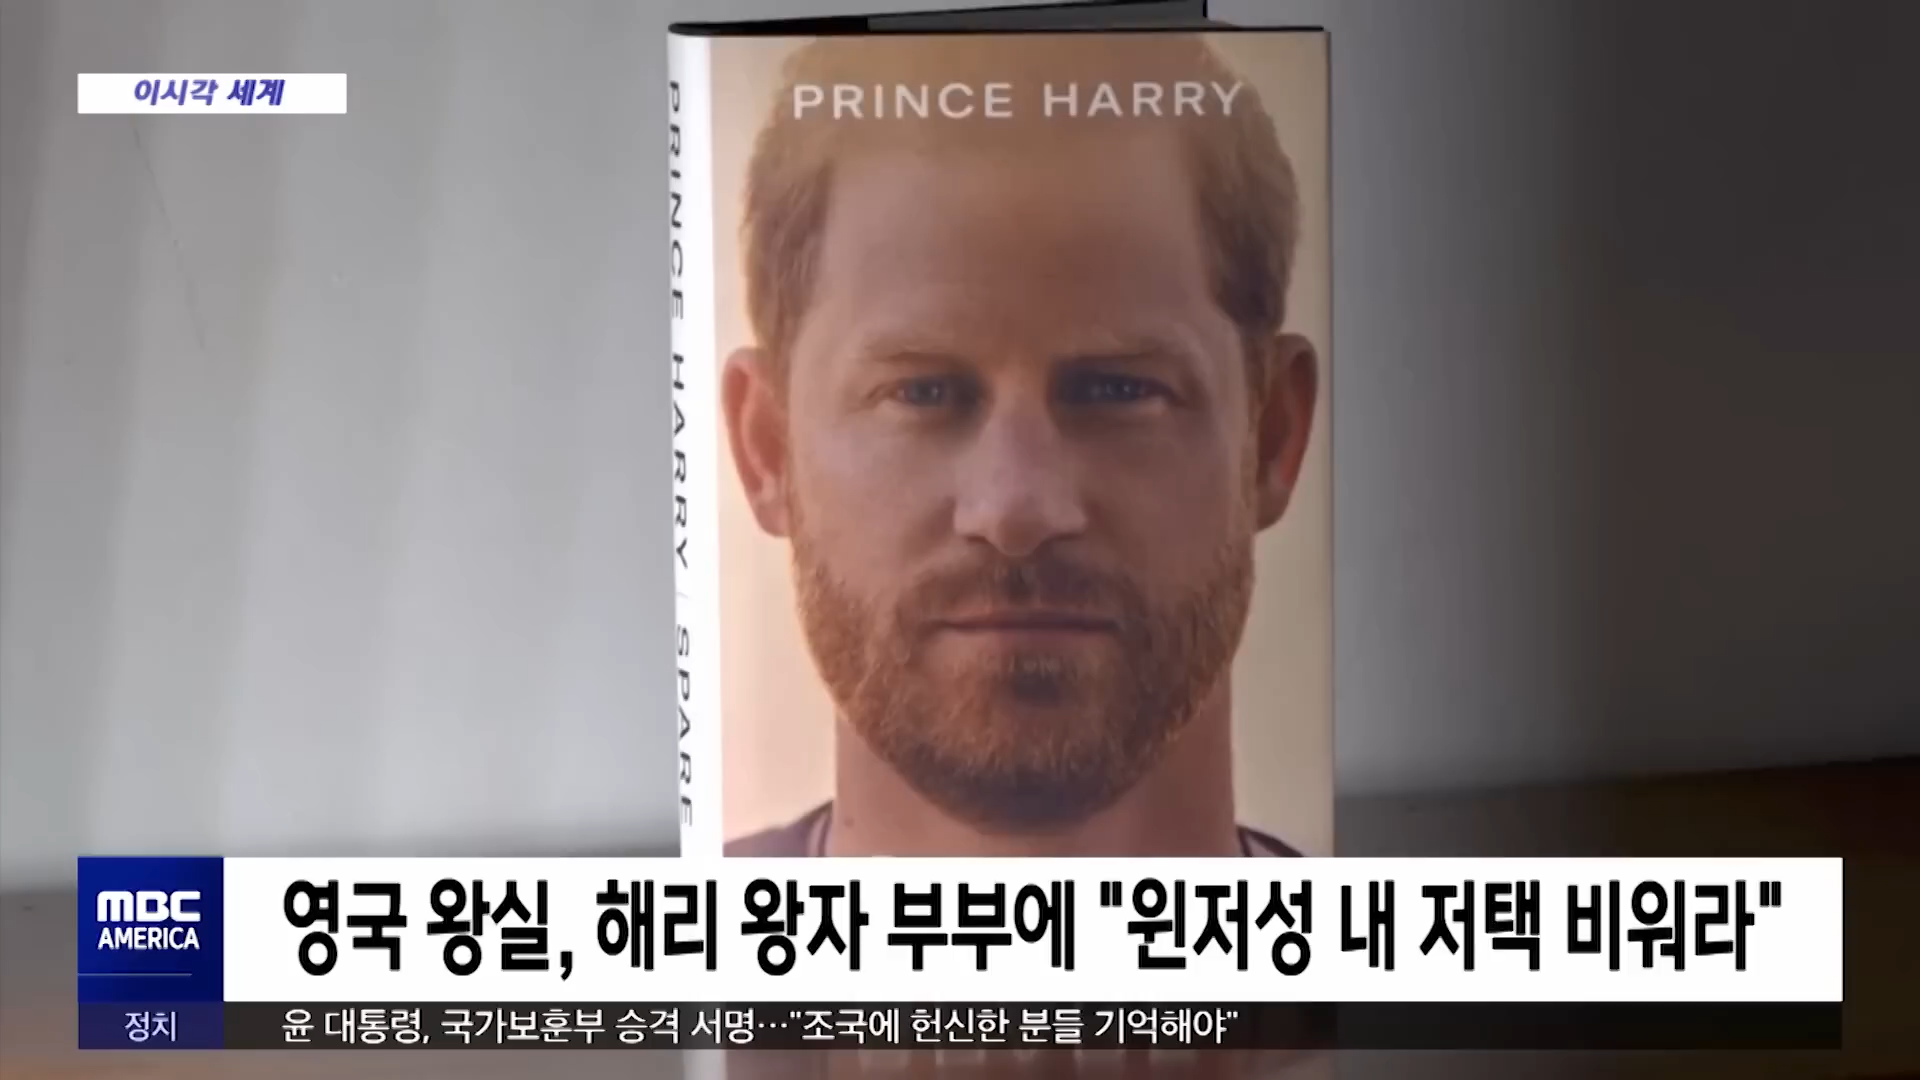 이시각 세계
PRINCE HARRY
PRINCE HARRY SPARE
MBC
AMERICA
영국 왕실, 해리 왕자 부부에 "윈저성 내 저택 비워라"
정치
윤 대통령, 국가보훈부 승격 서명…"조국에 헌신한 분들 기억해야"